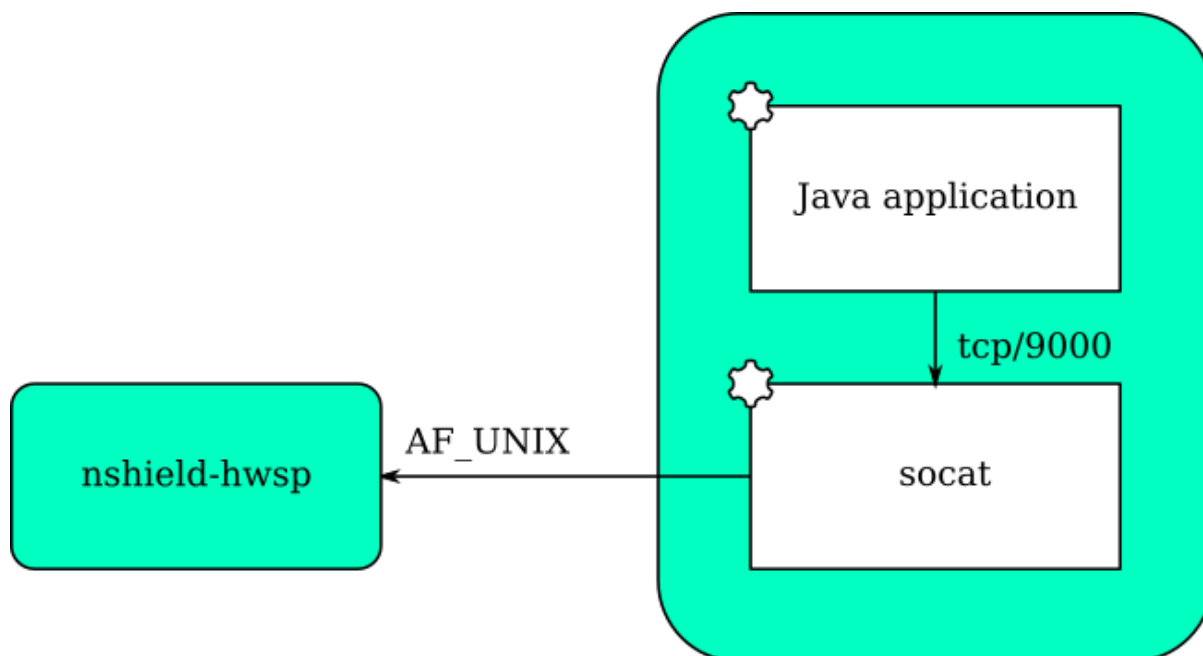 Java application
tcp/9000
AF_UNIX
nshield-hwsp
socat